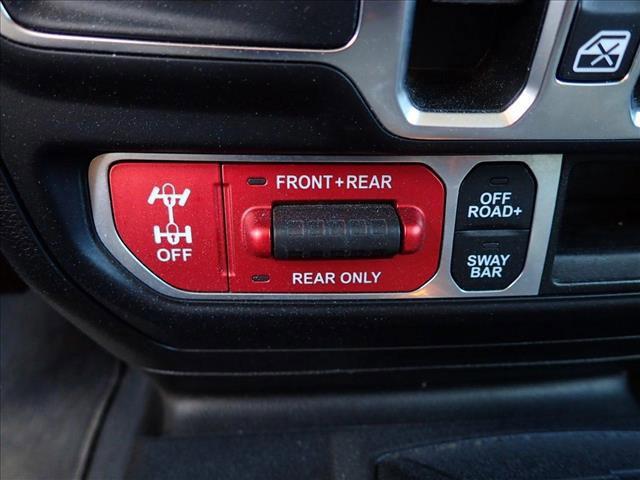 OFF
FRONT+REAR
REAR ONLY
OFF
ROAD+
SWAY
BAR